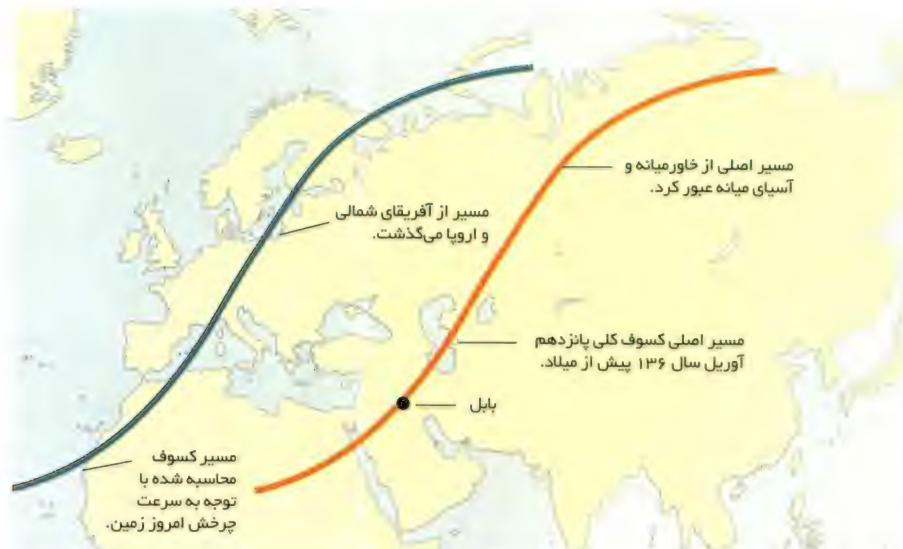 مسیر اصلی از خاورمیانه و
آسیای میانه عبور کرد.
مسیر از آفریقای شمالی
و اروپا می‌گذشت.
مسیر اصلی کسوف کلی پانزدهم
آوریل سال ۱۳۶ پیش از میلاد.
بابل
مسیر کسوف
محاسبه شده با
توجه به سرعت
چرخش امروز زمین.